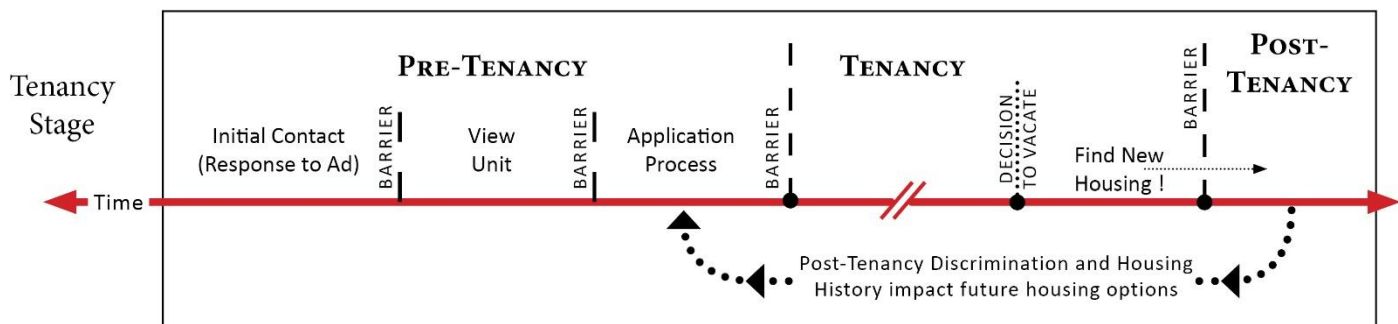 Tenancy
Stage
PRE-TENANCY
TENANCY
POST-
TENANCY
Initial Contact
(Response to Ad)
BARRIER
View
Unit
BARRIER
Application
Process
BARRIER
DECISION
TO VACATE
Find New
Housing !
BARRIER
Time
Post-Tenancy Discrimination and Housing
History impact future housing options